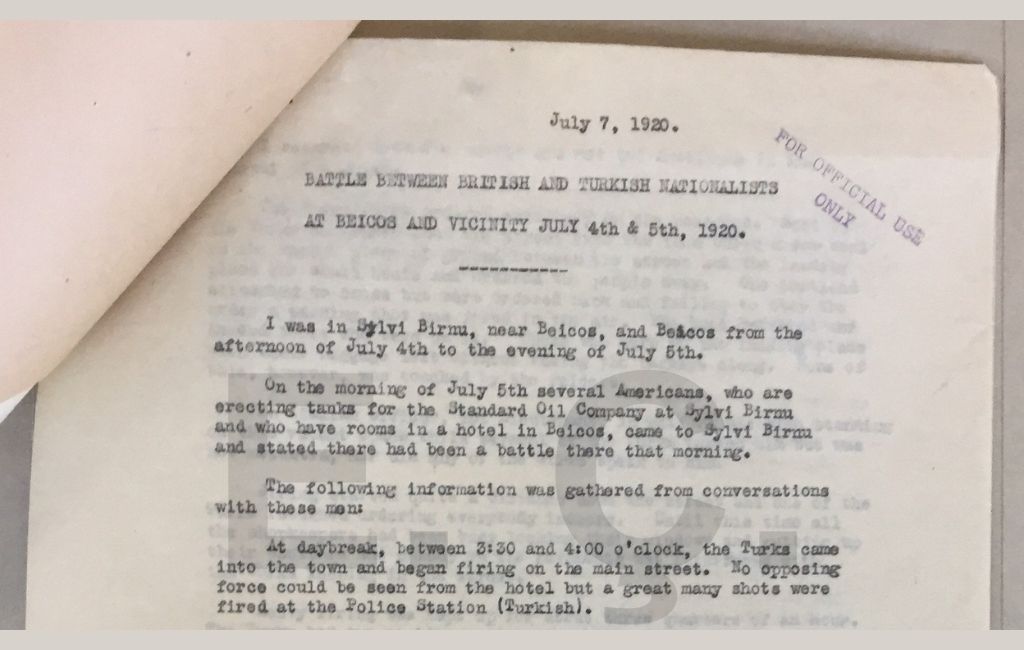 July 7, 1920.
FOR OFFICIAL USE
ONLY
BATTLE BETWEEN BRITISH AND TURKISH NATIONALISTS
AT BEICOS AND VICINITY JULY 4th & 5th, 1920.
-----------
I was in Sylvi Birnu, near Beicos, and Beicos from the
afternoon of July 4th to the evening of July 5th.
On the morning of July 5th several Americans, who are
erecting tanks for the Standard Oil Company at Sylvi Birnu
and who have rooms in a hotel in Beicos, came to Sylvi Birnu
and stated there had been a battle there that morning.
The following information was gathered from conversations
with these men:
At daybreak, between 3:30 and 4:00 o'clock, the Turks came
into the town and began firing on the main street. No opposing
force could be seen from the hotel but a great many shots were
fired at the Police Station (Turkish).
E.Ş.